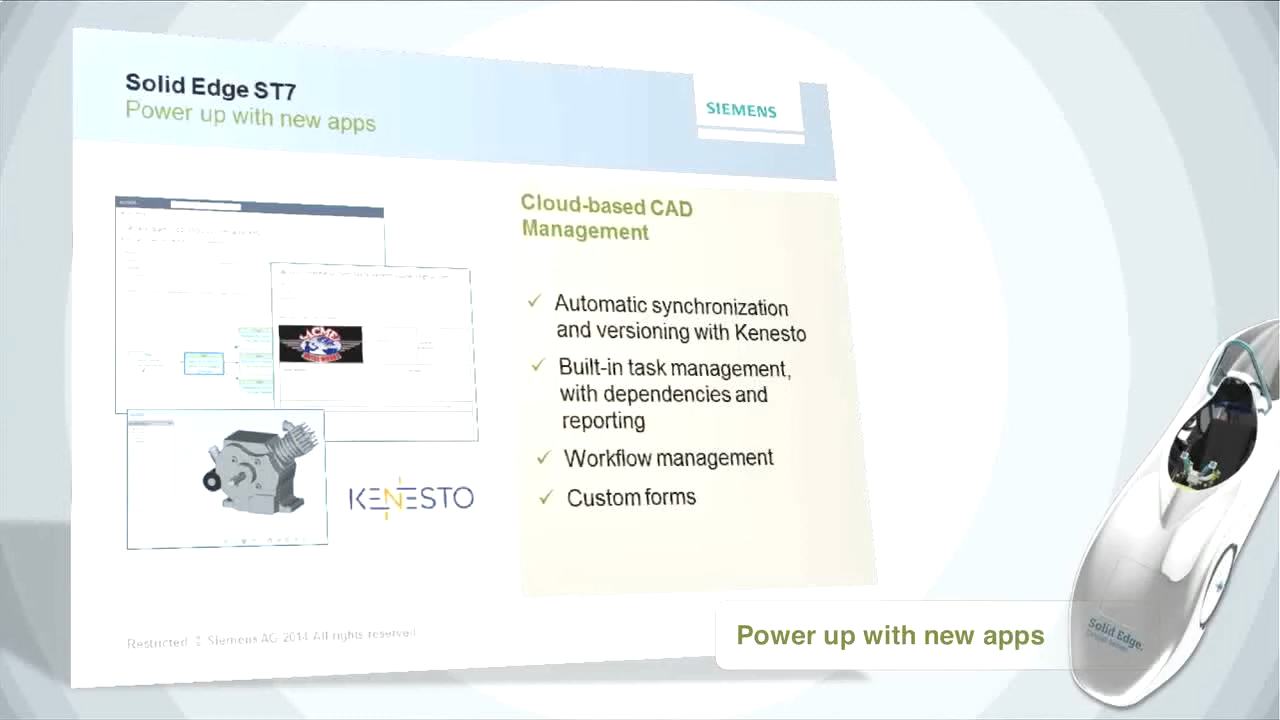 Solid Edge ST7
Power up with new apps
SIEMENS
Cloud-based CAD
Management
Automatic synchronization
and versioning with Kenesto
Built-in task management,
with dependencies and
reporting
Workflow management
Custom forms
ACME
KENESTO
Restricted © Siemens AG 2014 All rights reserved
Power up with new apps
Solid Edge.